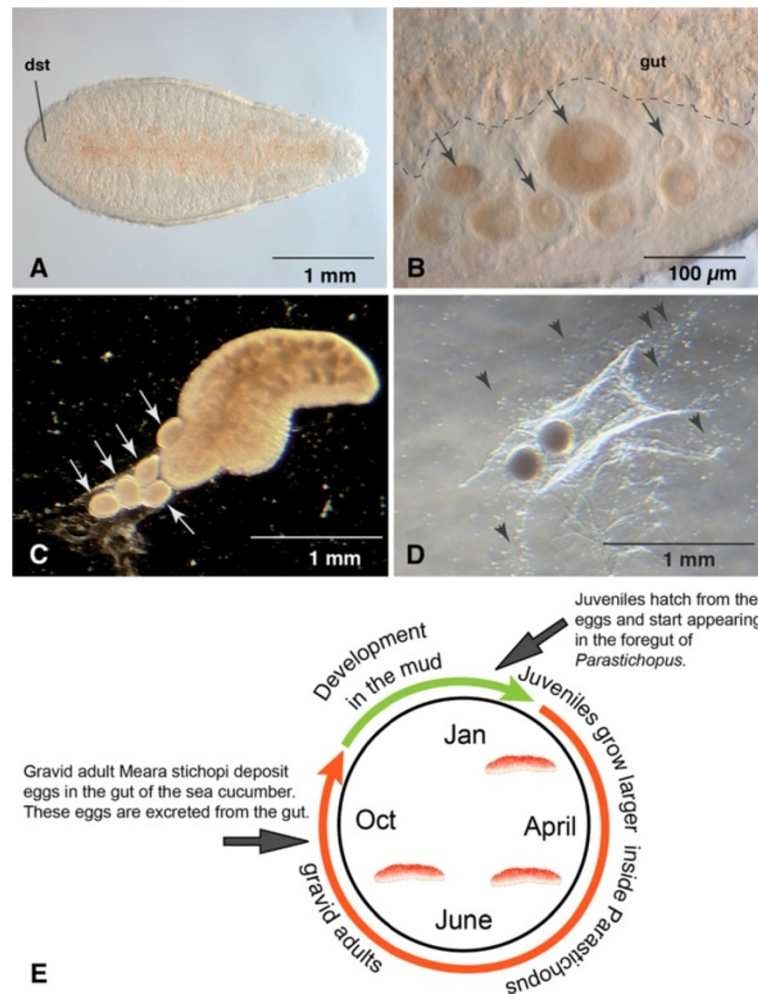 dst
A
1 mm
gut
B
100 µm
C
1 mm
D
1 mm
Juveniles hatch from the
eggs and start appearing
in the foregut of
Parastichopus.
Development
in the mud
Juveniles grow larger
inside Parastichopus
Gravid adult Meara stichopi deposit
eggs in the gut of the sea cucumber.
These eggs are excreted from the gut.
Jan
Oct
April
June
gravid adults
E